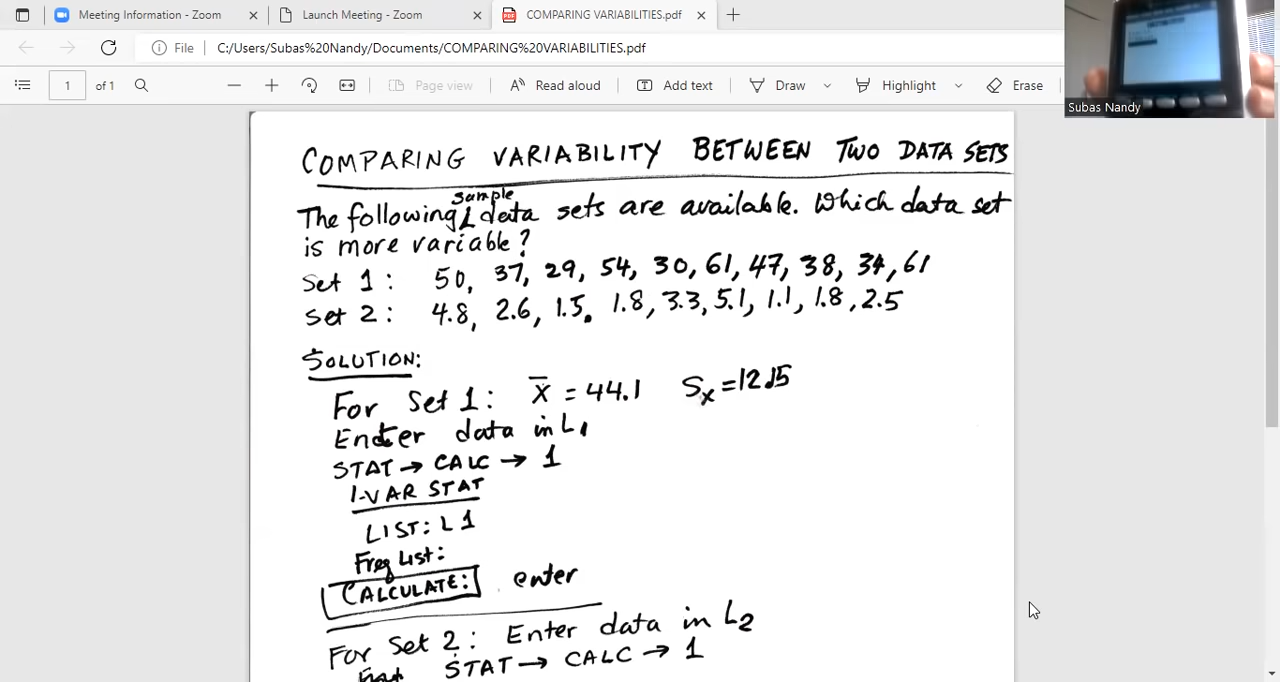 Meeting Information - Zoom
Launch Meeting - Zoom
COMPARING VARIABILITIES.pdf
File
C:/Users/Subas%20Nandy/Documents/COMPARING%20VARIABILITIES.pdf
1 of 1
Page view
Read aloud
Add text
Draw
Highlight
Erase
Subas Nandy
COMPARING VARIABILITY BETWEEN TWO DATA SETS
sample
The following data sets are available. Which data set
is more variable?
Set 1: 50, 37, 29, 54, 30, 61, 47, 38, 34, 61
Set 2: 4.8, 2.6, 1.5, 1.8, 3.3, 5.1, 1.1, 1.8, 2.5
SOLUTION:
For Set 1: x̄ = 44.1 Sx = 12.15
Enter data in L1
STAT → CALC → 1
1-VAR STAT
LIST: L1
Freq List:
CALCULATE: enter
For Set 2: Enter data in L2
STAT → CALC → 1